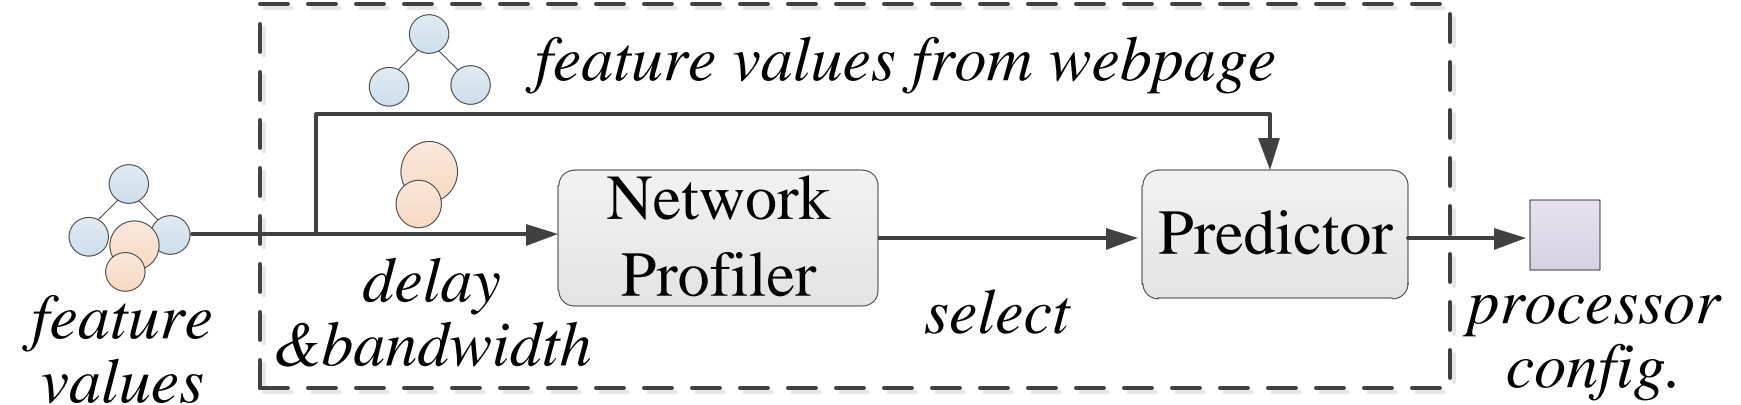 feature values from webpage
feature
values
delay
&bandwidth
Network
Profiler
select
Predictor
processor
config.